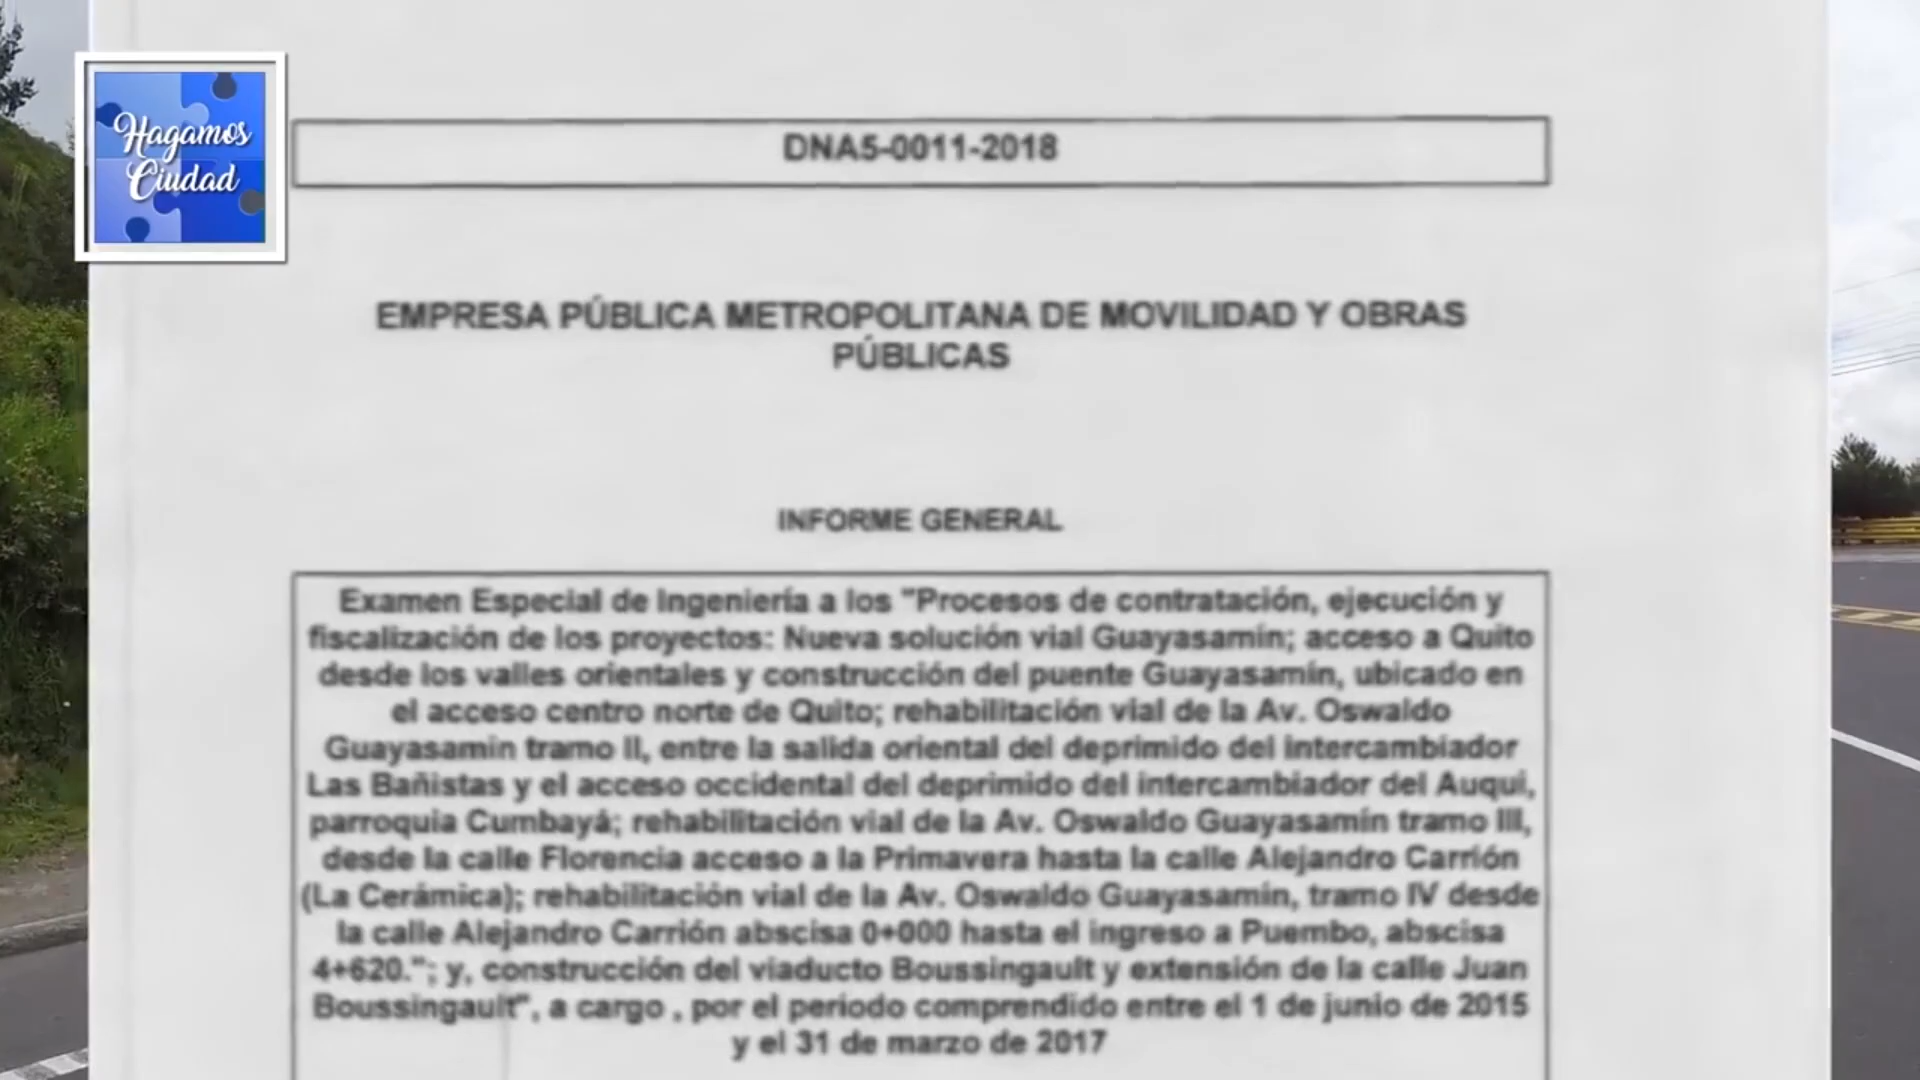 Hagamos
Ciudad
DNA5-0011-2018
EMPRESA PÚBLICA METROPOLITANA DE MOVILIDAD Y OBRAS
PÚBLICAS
INFORME GENERAL
Examen Especial de Ingeniería a los "Procesos de contratación, ejecución y
fiscalización de los proyectos: Nueva solución vial Guayasamín; acceso a Quito
desde los valles orientales y construcción del puente Guayasamín, ubicado en
el acceso centro norte de Quito; rehabilitación vial de la Av. Oswaldo
Guayasamín tramo II, entre la salida oriental del deprimido del intercambiador
Las Bañistas y el acceso occidental del deprimido del intercambiador del Auqui,
parroquia Cumbayá; rehabilitación vial de la Av. Oswaldo Guayasamín tramo III,
desde la calle Florencia acceso a la Primavera hasta la calle Alejandro Carrión
(La Cerámica); rehabilitación vial de la Av. Oswaldo Guayasamín, tramo IV desde
la calle Alejandro Carrión abscisa 0+000 hasta el ingreso a Puembo, abscisa
4+620."; y, construcción del viaducto Boussingault y extensión de la calle Juan
Boussingault", a cargo , por el período comprendido entre el 1 de junio de 2015
y el 31 de marzo de 2017